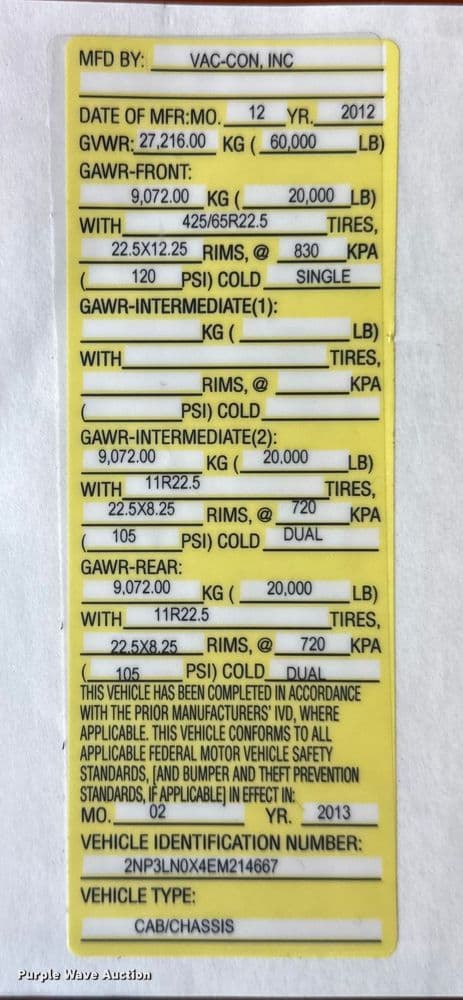 MFD BY: VAC-CON, INC
DATE OF MFR:MO. 12 YR. 2012
GVWR: 27,216.00 KG ( 60,000 LB)
GAWR-FRONT:
9,072.00 KG ( 20,000 LB)
WITH 425/65R22.5 TIRES,
22.5X12.25 RIMS, @ 830 KPA
( 120 PSI) COLD SINGLE
GAWR-INTERMEDIATE(1):
KG ( LB)
WITH TIRES,
RIMS, @ KPA
( PSI) COLD
GAWR-INTERMEDIATE(2):
9,072.00 KG ( 20,000 LB)
WITH 11R22.5 TIRES,
22.5X8.25 RIMS, @ 720 KPA
( 105 PSI) COLD DUAL
GAWR-REAR:
9,072.00 KG ( 20,000 LB)
WITH 11R22.5 TIRES,
22.5X8.25 RIMS, @ 720 KPA
( 105 PSI) COLD DUAL
THIS VEHICLE HAS BEEN COMPLETED IN ACCORDANCE
WITH THE PRIOR MANUFACTURERS' IVD, WHERE
APPLICABLE. THIS VEHICLE CONFORMS TO ALL
APPLICABLE FEDERAL MOTOR VEHICLE SAFETY
STANDARDS, [AND BUMPER AND THEFT PREVENTION
STANDARDS, IF APPLICABLE] IN EFFECT IN:
MO. 02 YR. 2013
VEHICLE IDENTIFICATION NUMBER:
2NP3LN0X4EM214667
VEHICLE TYPE:
CAB/CHASSIS
Purple Wave Auction